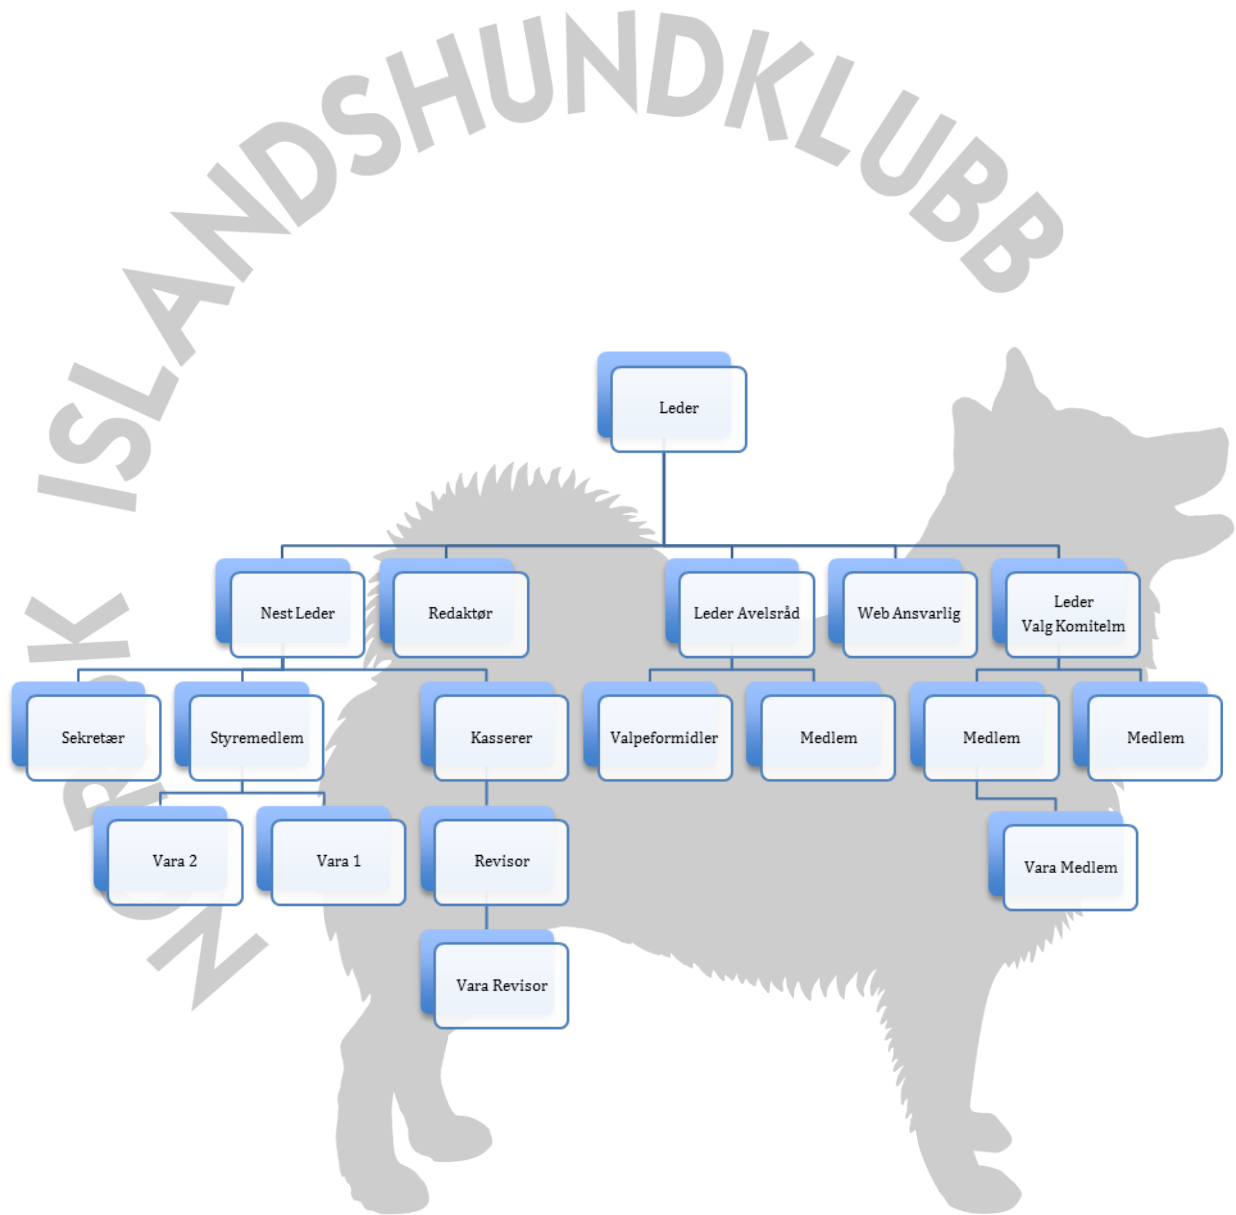 NORSK ISLANDSHUNDKLUBB
Leder
Nest Leder
Redaktør
Leder Avelsråd
Web Ansvarlig
Leder
Valg Komitelm
Sekretær
Styremedlem
Kasserer
Valpeformidler
Medlem
Medlem
Medlem
Vara 2
Vara 1
Revisor
Vara Medlem
Vara Revisor